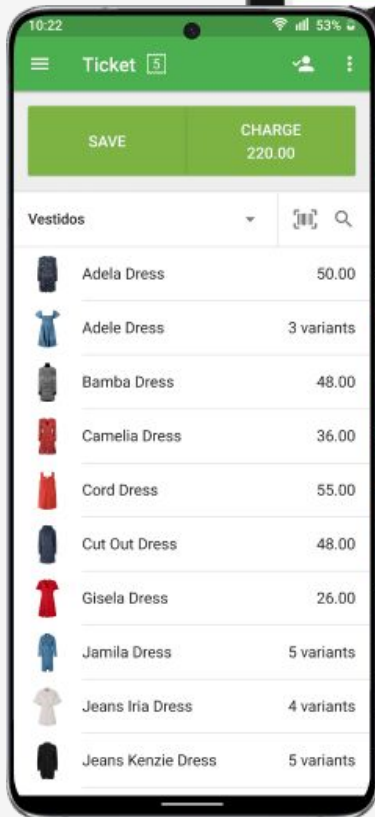 10:22 53%
Ticket 5
SAVE
CHARGE
220.00
Vestidos
Adela Dress 50.00
Adele Dress 3 variants
Bamba Dress 48.00
Camelia Dress 36.00
Cord Dress 55.00
Cut Out Dress 48.00
Gisela Dress 26.00
Jamila Dress 5 variants
Jeans Iria Dress 4 variants
Jeans Kenzie Dress 5 variants